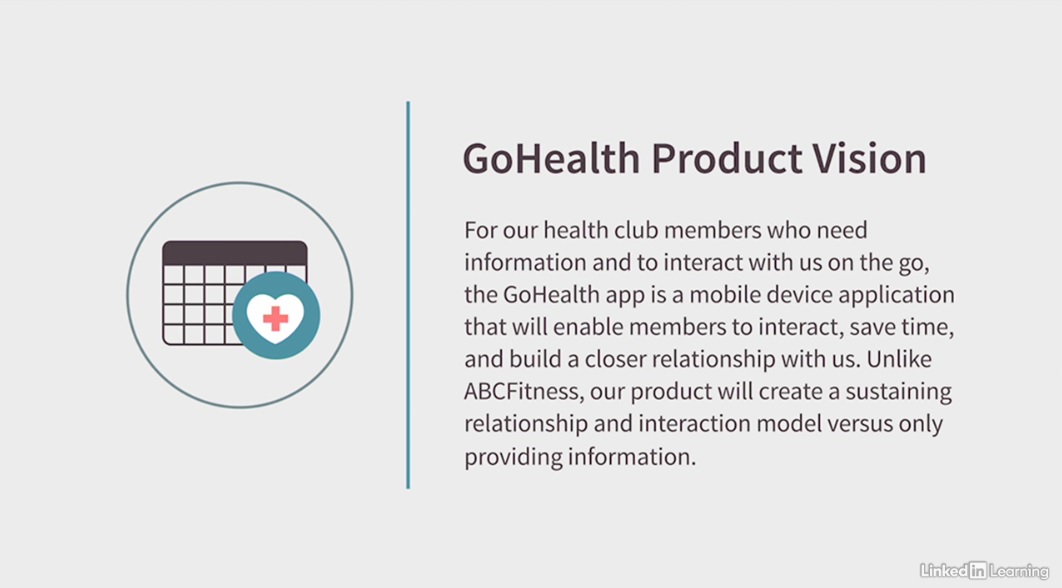 GoHealth Product Vision
For our health club members who need
information and to interact with us on the go,
the GoHealth app is a mobile device application
that will enable members to interact, save time,
and build a closer relationship with us. Unlike
ABCFitness, our product will create a sustaining
relationship and interaction model versus only
providing information.
Linked in Learning